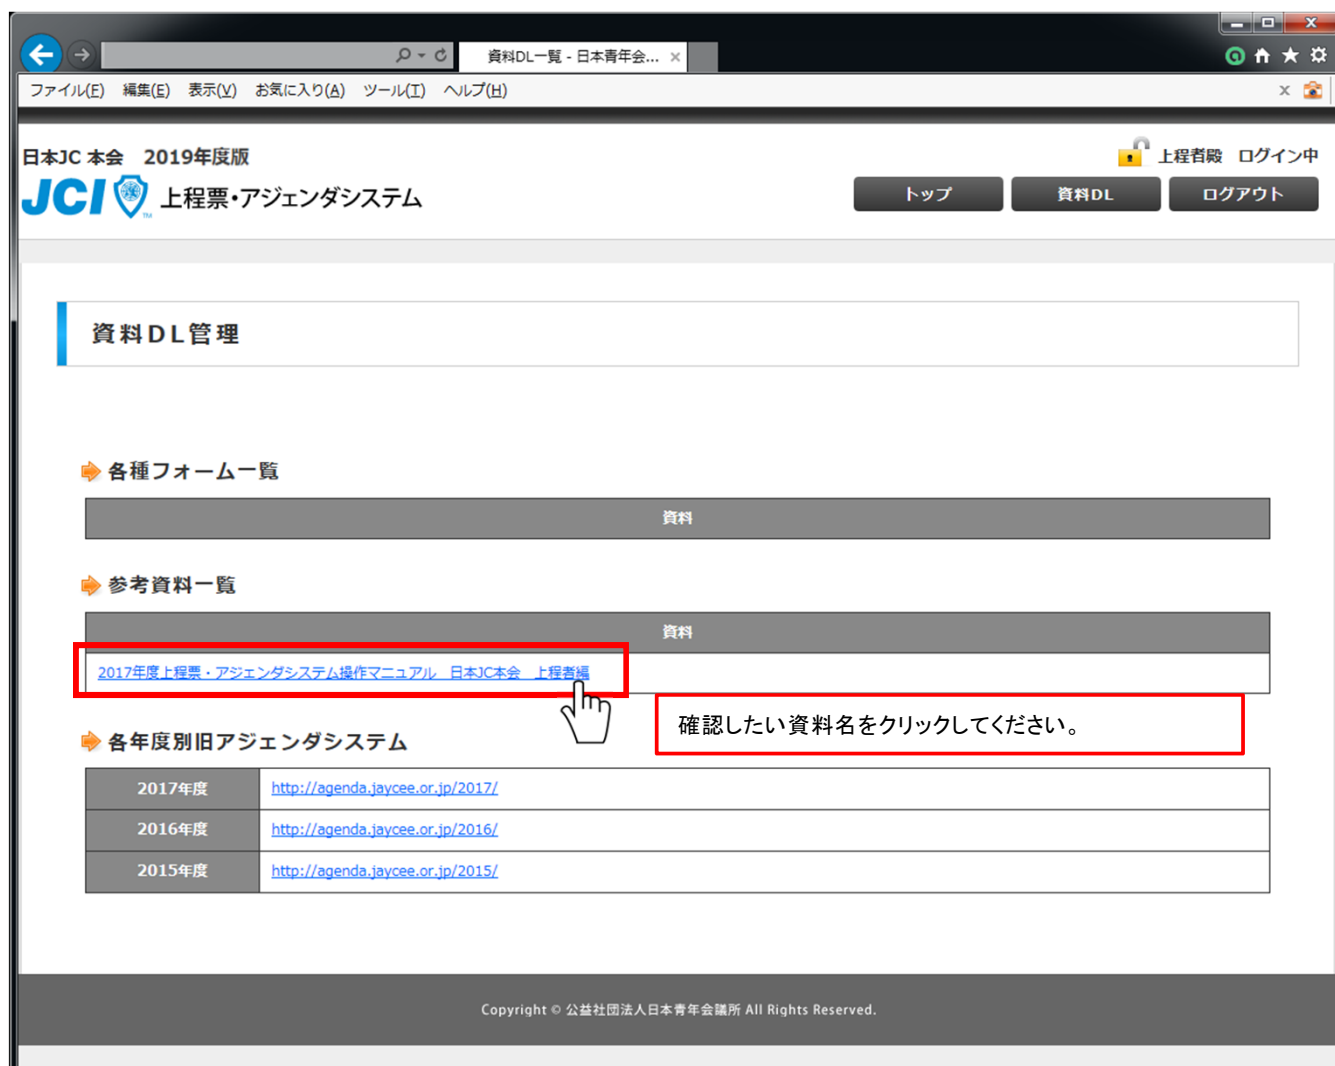 資料DL一覧 - 日本青年会...
ファイル(F) 編集(E) 表示(V) お気に入り(A) ツール(T) ヘルプ(H)
日本JC 本会 2019年度版
上程者殿 ログイン中
JCI TM 上程票・アジェンダシステム
トップ 資料DL ログアウト
資料DL管理
各種フォーム一覧
資料
参考資料一覧
資料
2017年度上程票・アジェンダシステム操作マニュアル 日本JC本会 上程者編
確認したい資料名をクリックしてください。
各年度別旧アジェンダシステム
2017年度 http://agenda.jaycee.or.jp/2017/
2016年度 http://agenda.jaycee.or.jp/2016/
2015年度 http://agenda.jaycee.or.jp/2015/
Copyright © 公益社団法人日本青年会議所 All Rights Reserved.